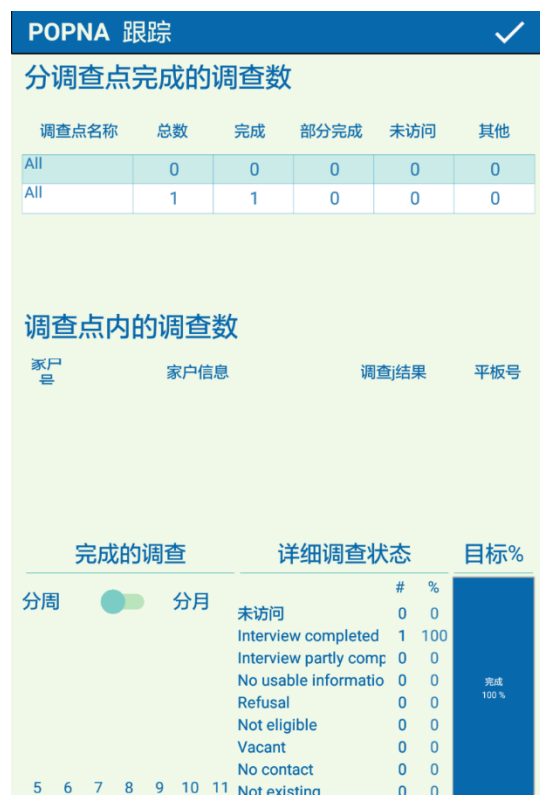 POPNA 跟踪
分调查点完成的调查数
调查点名称 总数 完成 部分完成 未访问 其他
All 0 0 0 0 0
All 1 1 0 0 0
调查点内的调查数
家户号 家户信息 调查j结果 平板号
完成的调查 详细调查状态 目标%
# %
分周 分月
未访问 0 0
Interview completed 1 100
Interview partly comp 0 0
No usable informatio 0 0
完成
100 %
Refusal 0 0
Not eligible 0 0
Vacant 0 0
No contact 0 0
5 6 7 8 9 10 11
Not existing 0 0